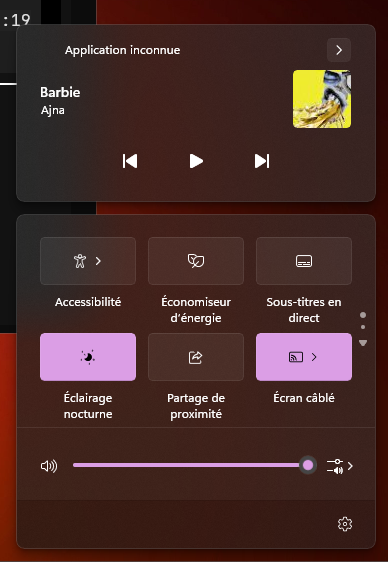 :19
Application inconnue
Barbie
Ajna
Accessibilité
Économiseur
d'énergie
Sous-titres en
direct
Éclairage
nocturne
Partage de
proximité
Écran câblé